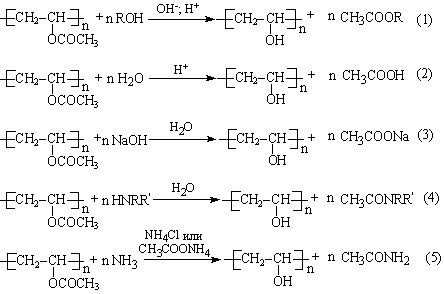 -[-CH₂-CH-]-n + n ROH OH⁻; H⁺ → -[-CH₂-CH-]-n + n CH₃COOR (1)
OCOCH₃ OH
-[-CH₂-CH-]-n + n H₂O H⁺ → -[-CH₂-CH-]-n + n CH₃COOH (2)
OCOCH₃ OH
-[-CH₂-CH-]-n + n NaOH H₂O → -[-CH₂-CH-]-n + n CH₃COONa (3)
OCOCH₃ OH
-[-CH₂-CH-]-n + n HNRR' H₂O → -[-CH₂-CH-]-n + n CH₃CONRR' (4)
OCOCH₃ OH
NH₄Cl или
-[-CH₂-CH-]-n + n NH₃ CH₃COONH₄ → -[-CH₂-CH-]-n + n CH₃CONH₂ (5)
OCOCH₃ OH